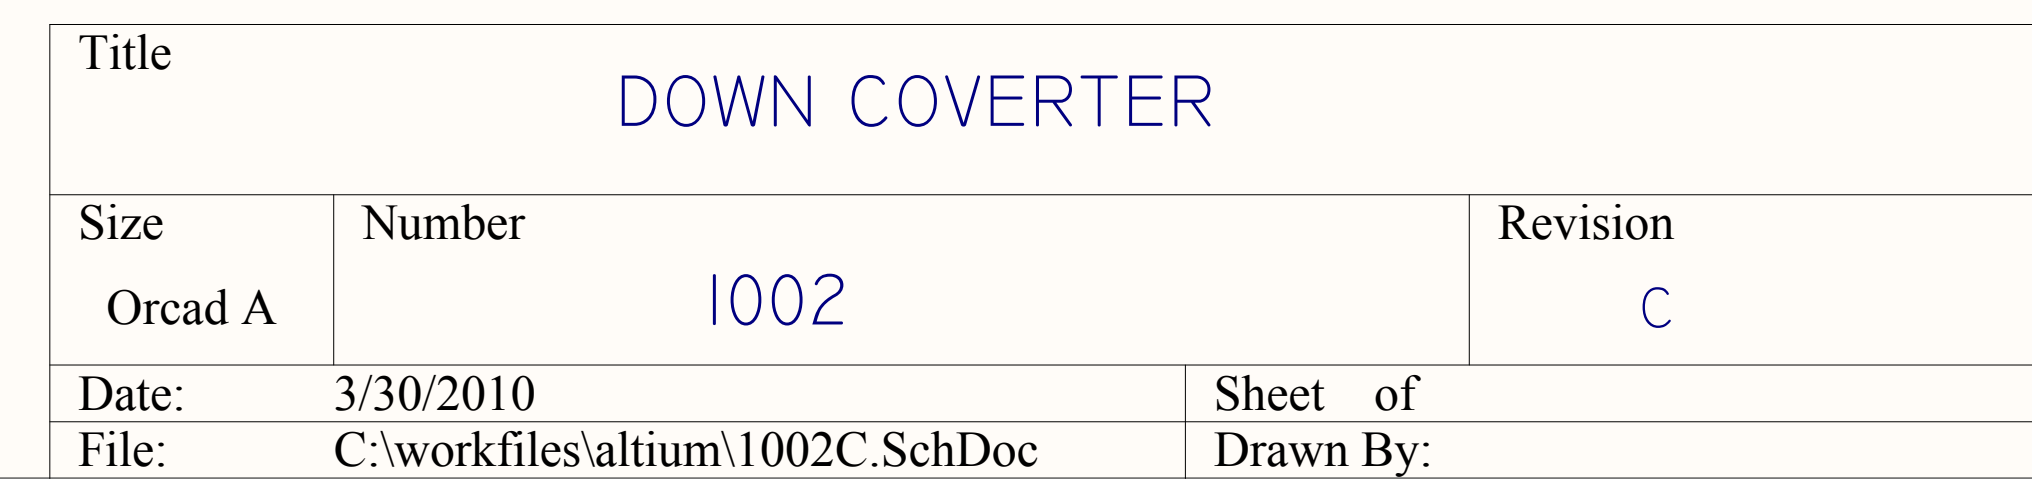 Title
DOWN COVERTER
Size Number Revision
Orcad A 1002 C
Date: 3/30/2010 Sheet of
File: C:\workfiles\altium\1002C.SchDoc Drawn By: